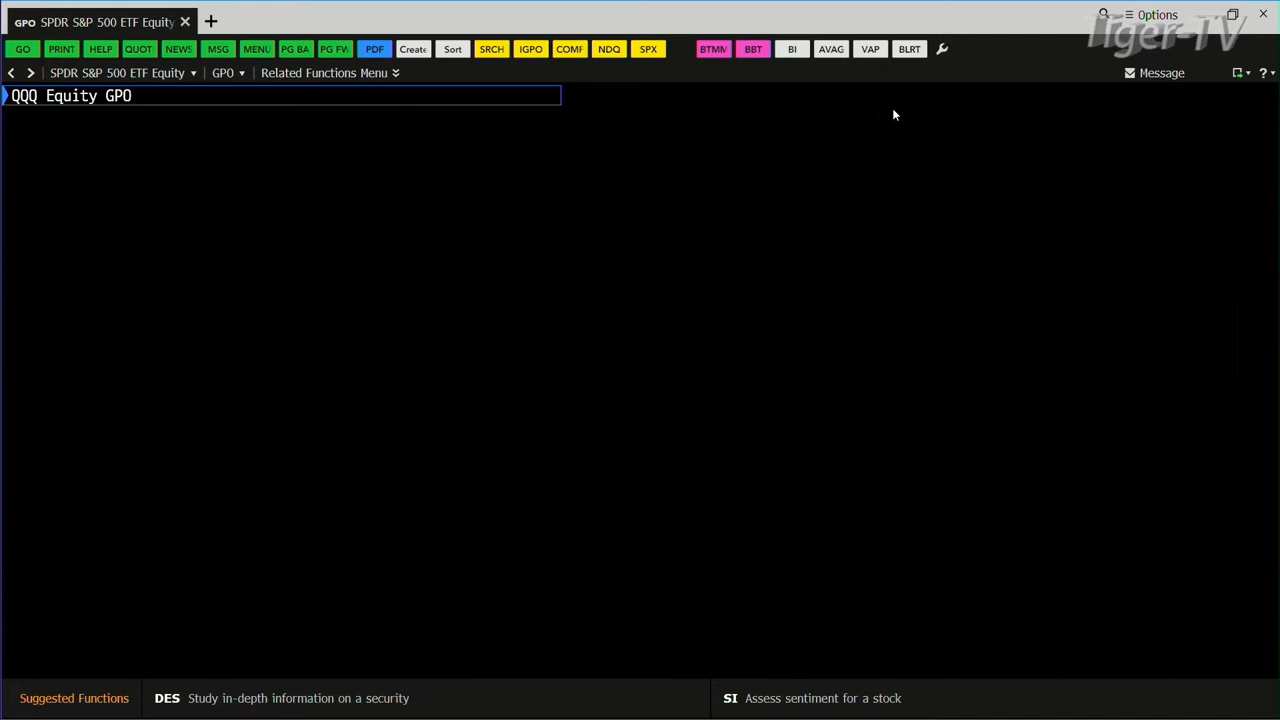 GPO SPDR S&P 500 ETF Equity
Options
Tiger-TV
GO PRINT HELP QUOT NEWS MSG MENU PG BA PG FW PDF Create Sort SRCH IGPO COMF NDQ SPX BTMM BBT BI AVAG VAP BLRT
SPDR S&P 500 ETF Equity GPO Related Functions Menu Message ?
QQQ Equity GPO
Suggested Functions DES Study in-depth information on a security SI Assess sentiment for a stock